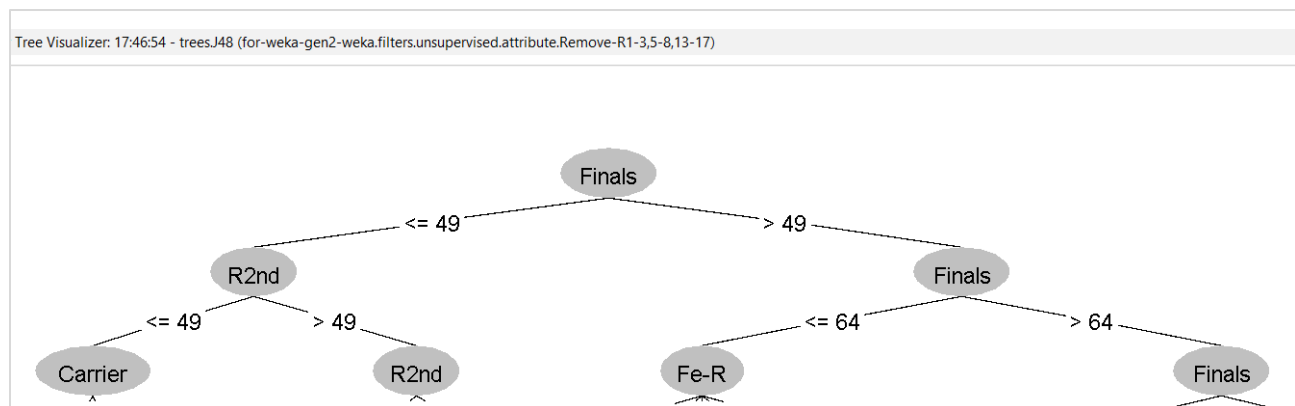 Tree Visualizer: 17:46:54 - trees.J48 (for-weka-gen2-weka.filters.unsupervised.attribute.Remove-R1-3,5-8,13-17)
Finals
<= 49 > 49
R2nd Finals
<= 49 > 49 <= 64 > 64
Carrier R2nd Fe-R Finals